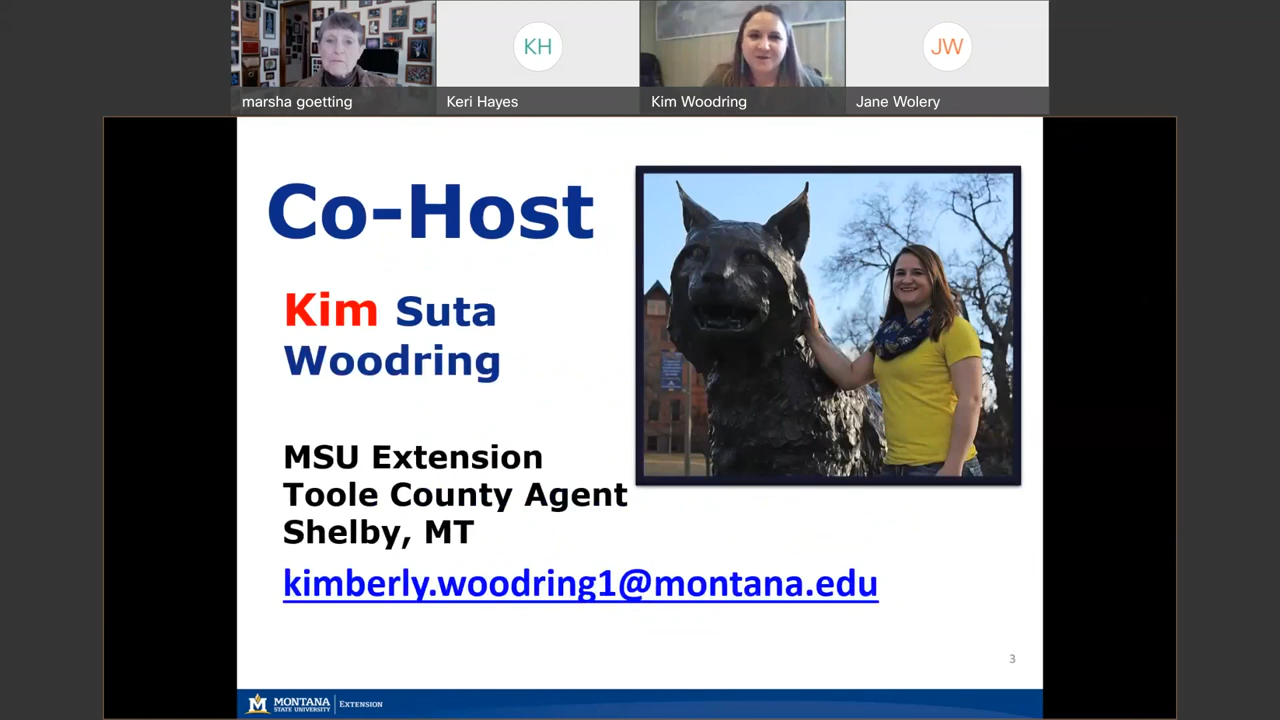 KH
JW
marsha goetting
Keri Hayes
Kim Woodring
Jane Wolery
Co-Host
Kim Suta
Woodring
MSU Extension
Toole County Agent
Shelby, MT
kimberly.woodring1@montana.edu
3
MONTANA
STATE UNIVERSITY
EXTENSION